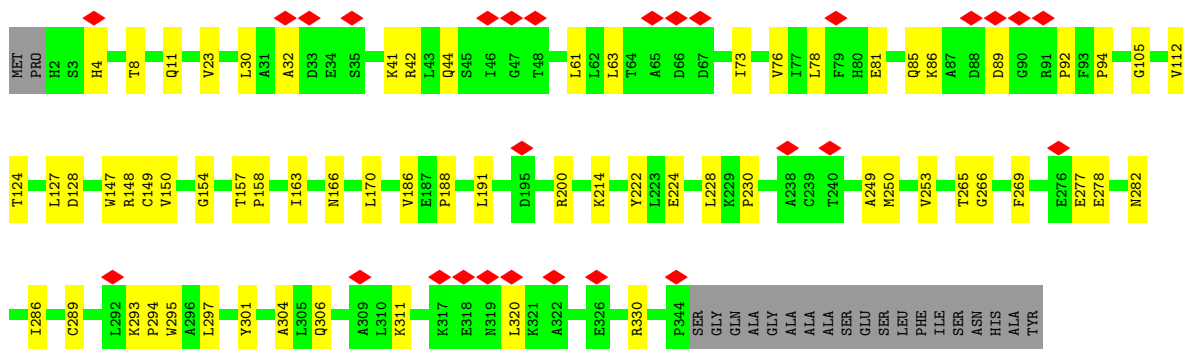 MET PRO H2 S3 H4 T8 Q11 V23 L30 A31 A32 D33 E34 S35 K41 R42 L43 Q44 S45 I46 G47 T48 L61 L62 L63 T64 A65 D66 D67 I73 V76 I77 L78 F79 H80 E81 Q85 K86 A87 D88 D89 G90 R91 P92 F93 P94 G105 V112
T124 L127 D128 W147 R148 C149 V150 G154 T157 P158 I163 N166 L170 V186 E187 P188 L191 D195 R200 K214 Y222 L223 E224 L228 K229 P230 A238 C239 T240 A249 M250 V253 T265 G266 F269 E276 E277 E278 N282
I286 C289 L292 K293 P294 W295 A296 L297 Y301 A304 L305 Q306 A309 L310 K311 K317 E318 N319 L320 K321 A322 E326 R330 P344 SER GLY GLN ALA GLY ALA ALA ALA SER GLU SER LEU PHE ILE SER ASN HIS ALA TYR